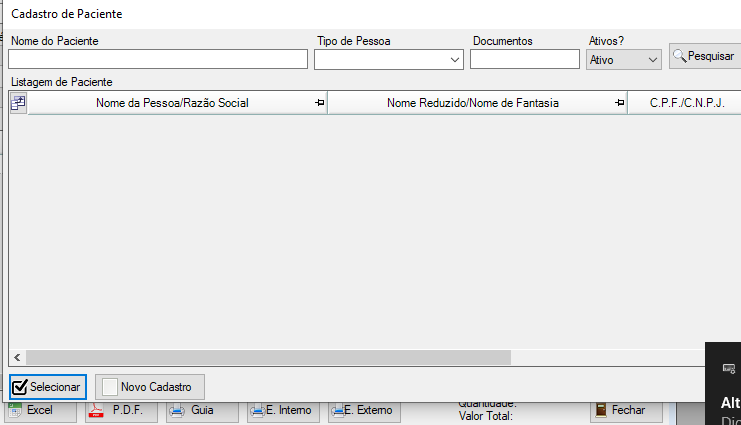 Cadastro de Paciente
Nome do Paciente Tipo de Pessoa Documentos Ativos?
Ativo Pesquisar
Listagem de Paciente
Nome da Pessoa/Razão Social Nome Reduzido/Nome de Fantasia C.P.F./C.N.P.J.
Selecionar Novo Cadastro
Quantidade:
Excel P.D.F. Guia E. Interno E. Externo Valor Total: Fechar
Alt